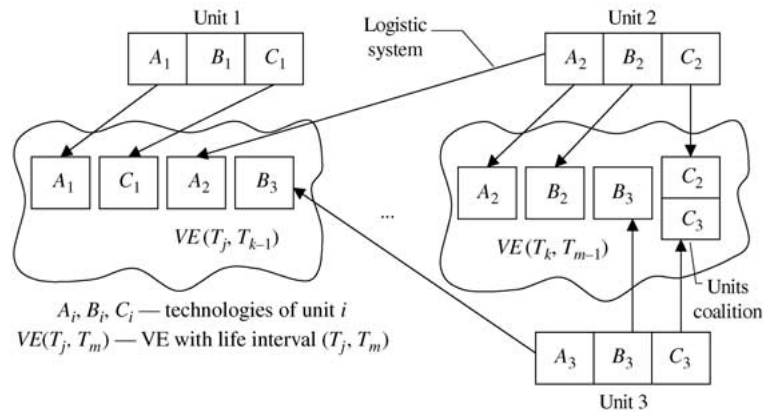 Unit 1
A₁ B₁ C₁
Logistic
system
Unit 2
A₂ B₂ C₂
A₁ C₁ A₂ B₃
VE(Tⱼ, Tₖ₋₁)
...
A₂ B₂ B₃ C₂
C₃
VE(Tₖ, Tₘ₋₁)
Units
coalition
Aᵢ, Bᵢ, Cᵢ — technologies of unit i
VE(Tⱼ, Tₘ) — VE with life interval (Tⱼ, Tₘ)
A₃ B₃ C₃
Unit 3